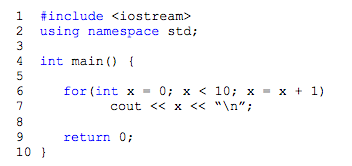 1 #include <iostream>
2 using namespace std;
3
4 int main() {
5
6     for(int x = 0; x < 10; x = x + 1)
7         cout << x << “\n”;
8
9     return 0;
10 }